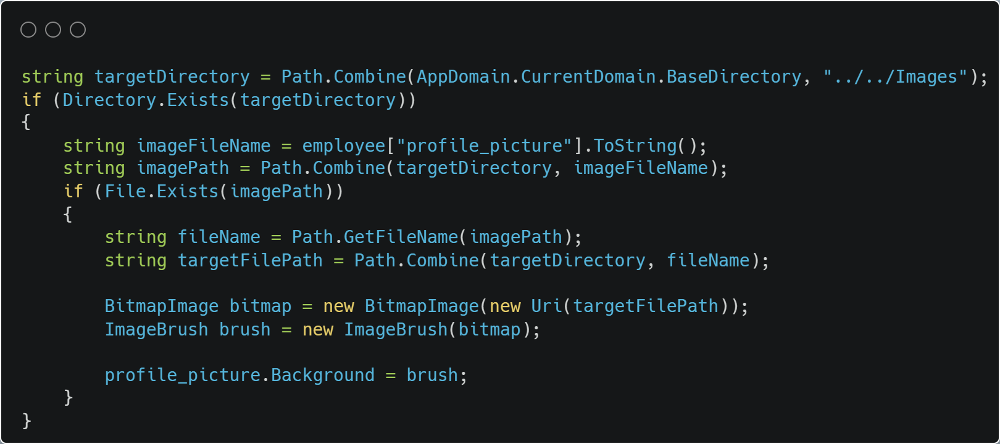 string targetDirectory = Path.Combine(AppDomain.CurrentDomain.BaseDirectory, "../../Images");
if (Directory.Exists(targetDirectory))
{
    string imageFileName = employee["profile_picture"].ToString();
    string imagePath = Path.Combine(targetDirectory, imageFileName);
    if (File.Exists(imagePath))
    {
        string fileName = Path.GetFileName(imagePath);
        string targetFilePath = Path.Combine(targetDirectory, fileName);

        BitmapImage bitmap = new BitmapImage(new Uri(targetFilePath));
        ImageBrush brush = new ImageBrush(bitmap);

        profile_picture.Background = brush;
    }
}